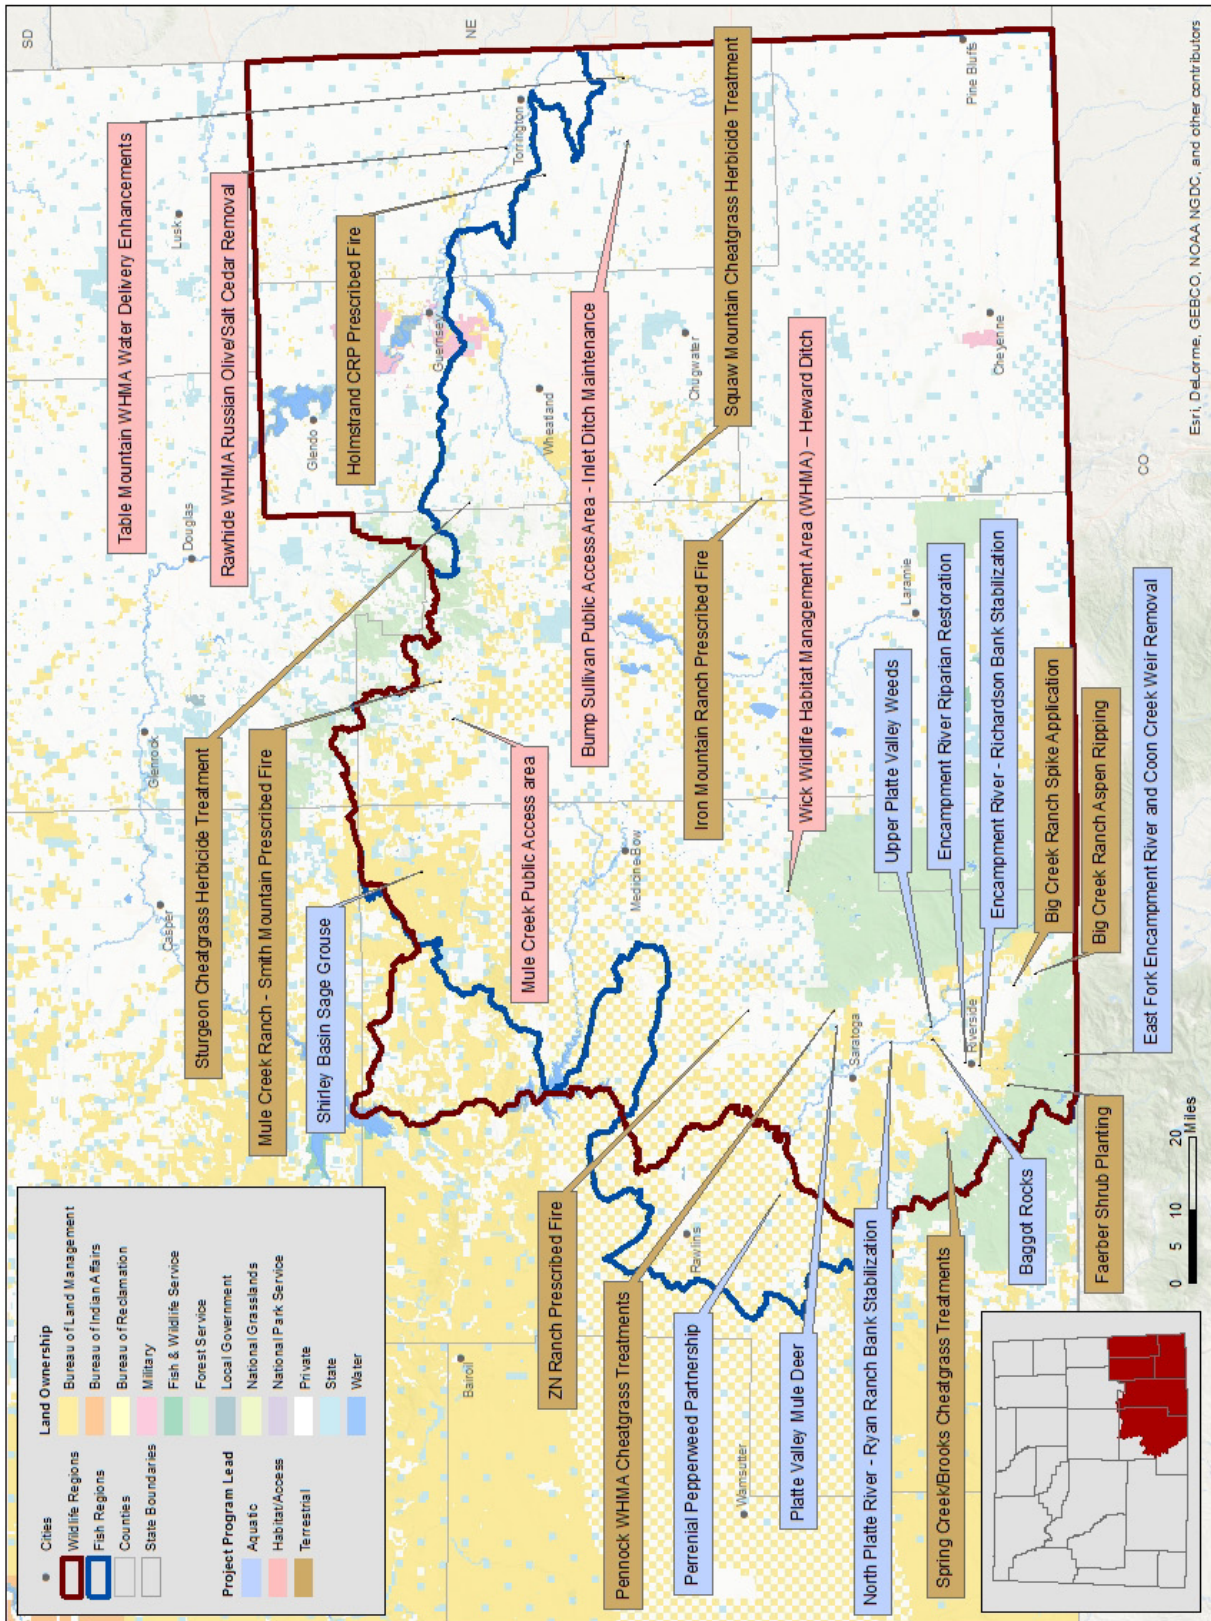 Cities
Wildlife Regions
Fish Regions
Counties
State Boundaries
Project Program Lead
Aquatic
Habitat/Access
Terrestrial
Land Ownership
Bureau of Land Management
Bureau of Indian Affairs
Bureau of Reclamation
Military
Fish & Wildlife Service
Forest Service
Local Government
National Grasslands
National Park Service
Private
State
Water
SD
NE
CO
Table Mountain WHMA Water Delivery Enhancements
Rawhide WHMA Russian Olive/Salt Cedar Removal
Holmstrand CRP Prescribed Fire
Sturgeon Cheatgrass Herbicide Treatment
Mule Creek Ranch - Smith Mountain Prescribed Fire
Shirley Basin Sage Grouse
Mule Creek Public Access area
Bump Sullivan Public Access Area - Inlet Ditch Maintenance
Squaw Mountain Cheatgrass Herbicide Treatment
Iron Mountain Ranch Prescribed Fire
Wick Wildlife Habitat Management Area (WHMA) – Heward Ditch
Upper Platte Valley Weeds
Encampment River Riparian Restoration
Encampment River - Richardson Bank Stabilization
Big Creek Ranch Spike Application
Big Creek Ranch Aspen Ripping
East Fork Encampment River and Coon Creek Weir Removal
ZN Ranch Prescribed Fire
Pennock WHMA Cheatgrass Treatments
Perrenial Pepperweed Partnership
Platte Valley Mule Deer
North Platte River - Ryan Ranch Bank Stabilization
Spring Creek/Brooks Cheatgrass Treatments
Baggot Rocks
Faerber Shrub Planting
Lusk
Torrington
Douglas
Glendo
Guernsey
Glenrock
Casper
Wheatland
Chugwater
Pine Bluffs
Cheyenne
Laramie
Medicine Bow
Saratoga
Riverside
Rawlins
Bairoil
Wamsutter
0 5 10 20
Miles
Esri, DeLorme, GEBCO, NOAA NGDC, and other contributors